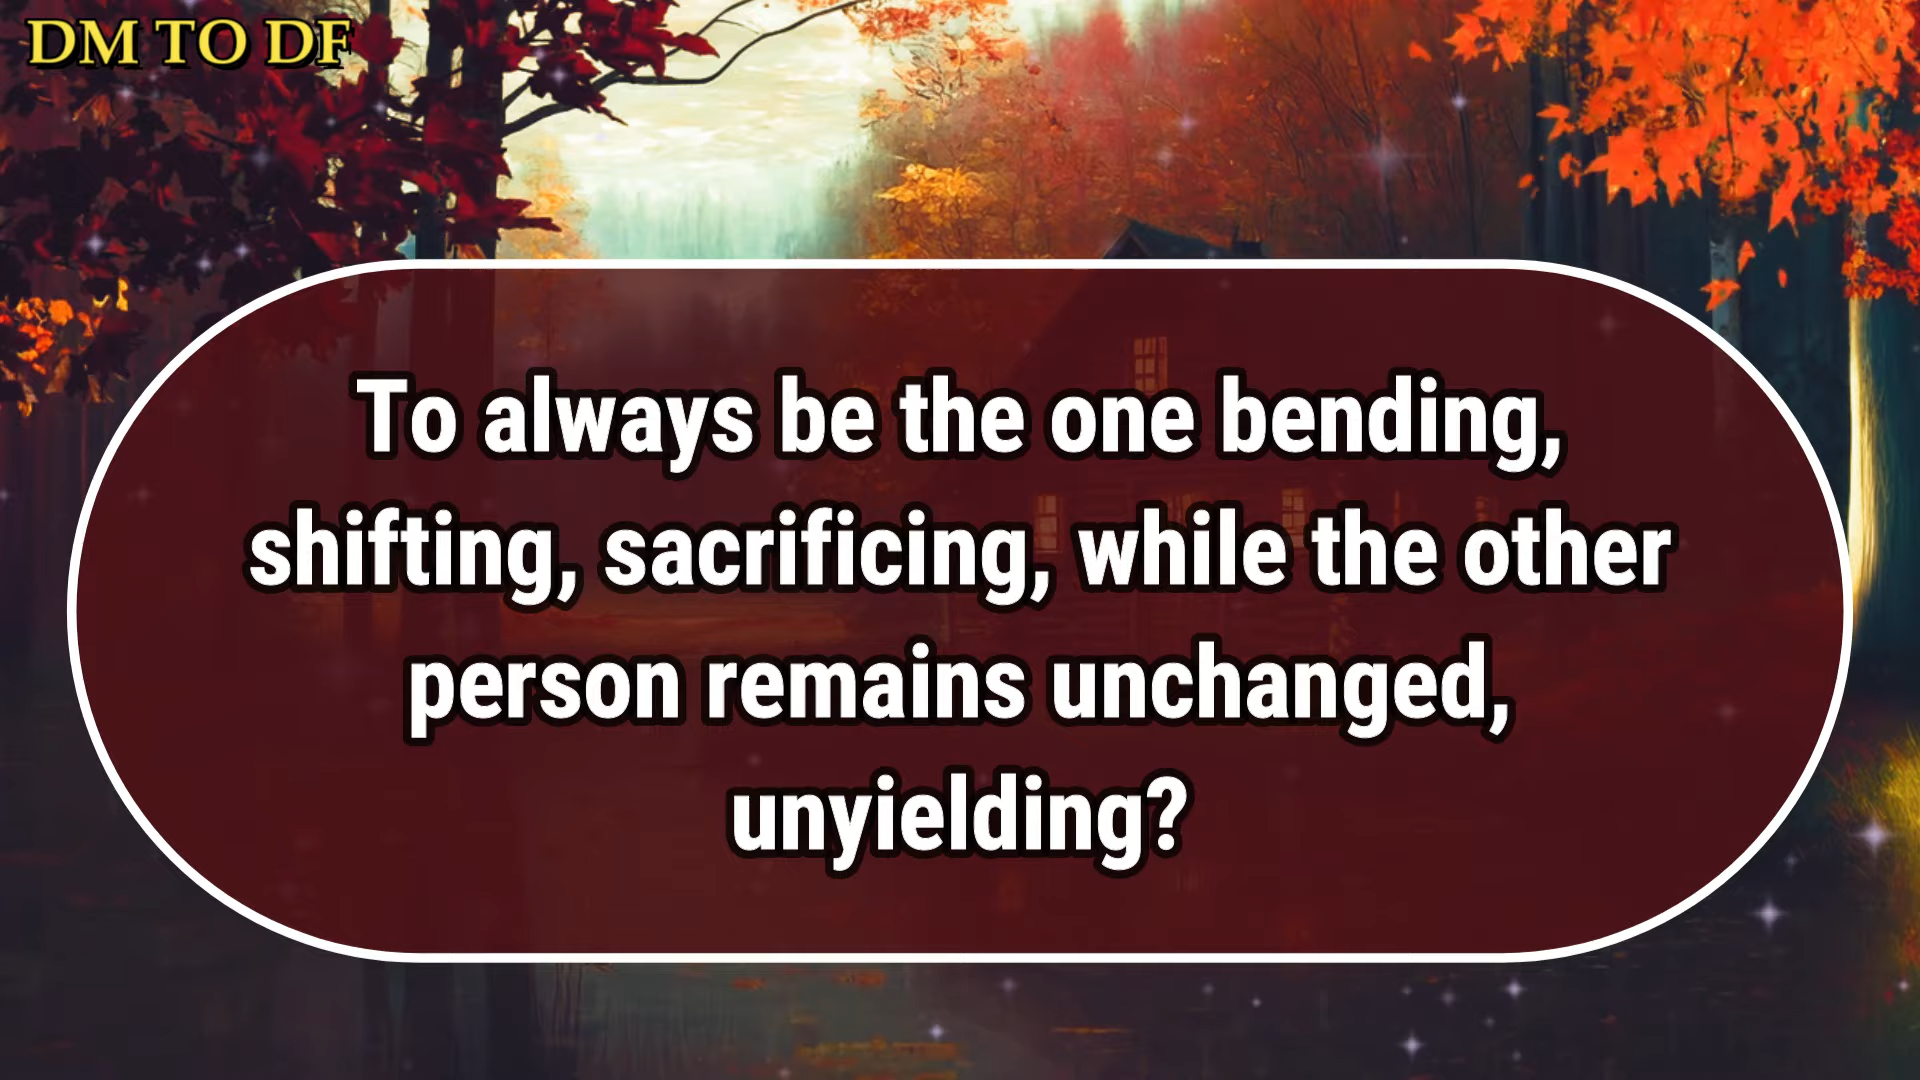 DM TO DF
To always be the one bending,
shifting, sacrificing, while the other
person remains unchanged,
unyielding?